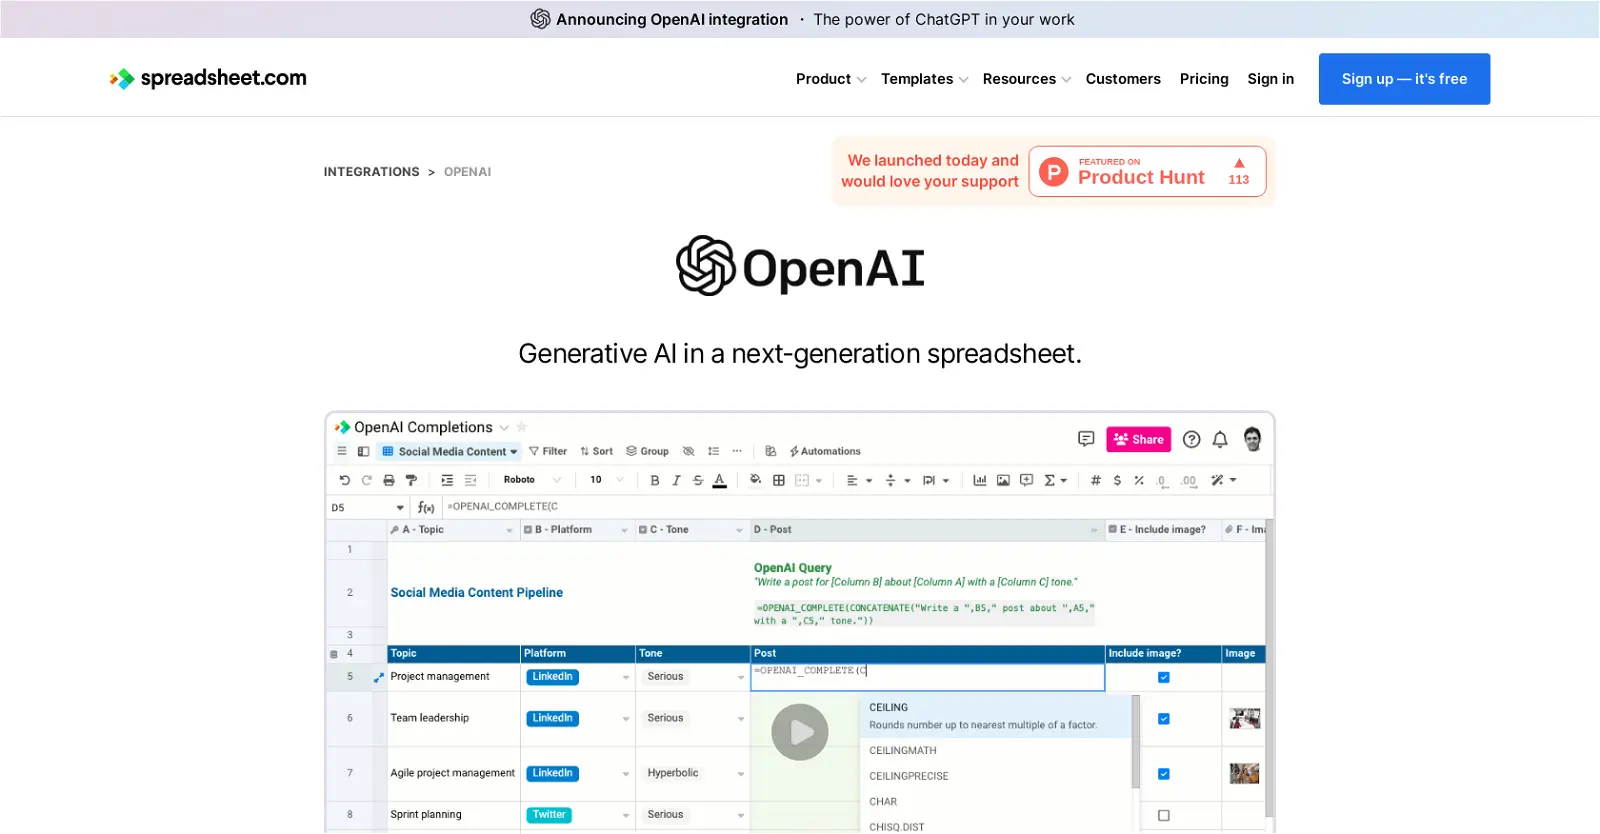 Announcing OpenAI integration · The power of ChatGPT in your work
spreadsheet.com
Product Templates Resources Customers Pricing Sign in Sign up — it's free
INTEGRATIONS > OPENAI
We launched today and
would love your support
FEATURED ON
Product Hunt
113
OpenAI
Generative AI in a next-generation spreadsheet.
OpenAI Completions
Share
Social Media Content Filter Sort Group Automations
Roboto 10 B I S A # $ % .0 .00
D5 f(x) =OPENAI_COMPLETE(C
A - Topic B - Platform C - Tone D - Post E - Include image? F - Ima
1
OpenAI Query
"Write a post for [Column B] about [Column A] with a [Column C] tone."
2 Social Media Content Pipeline
=OPENAI_COMPLETE(CONCATENATE("Write a ",B5," post about ",A5,"
with a ",C5," tone."))
3
4 Topic Platform Tone Post Include image? Image
5 Project management LinkedIn Serious =OPENAI_COMPLETE(C
CEILING
Rounds number up to nearest multiple of a factor.
6 Team leadership LinkedIn Serious
CEILINGMATH
7 Agile project management LinkedIn Hyperbolic
CEILINGPRECISE
CHAR
8 Sprint planning Twitter Serious
CHISQ.DIST